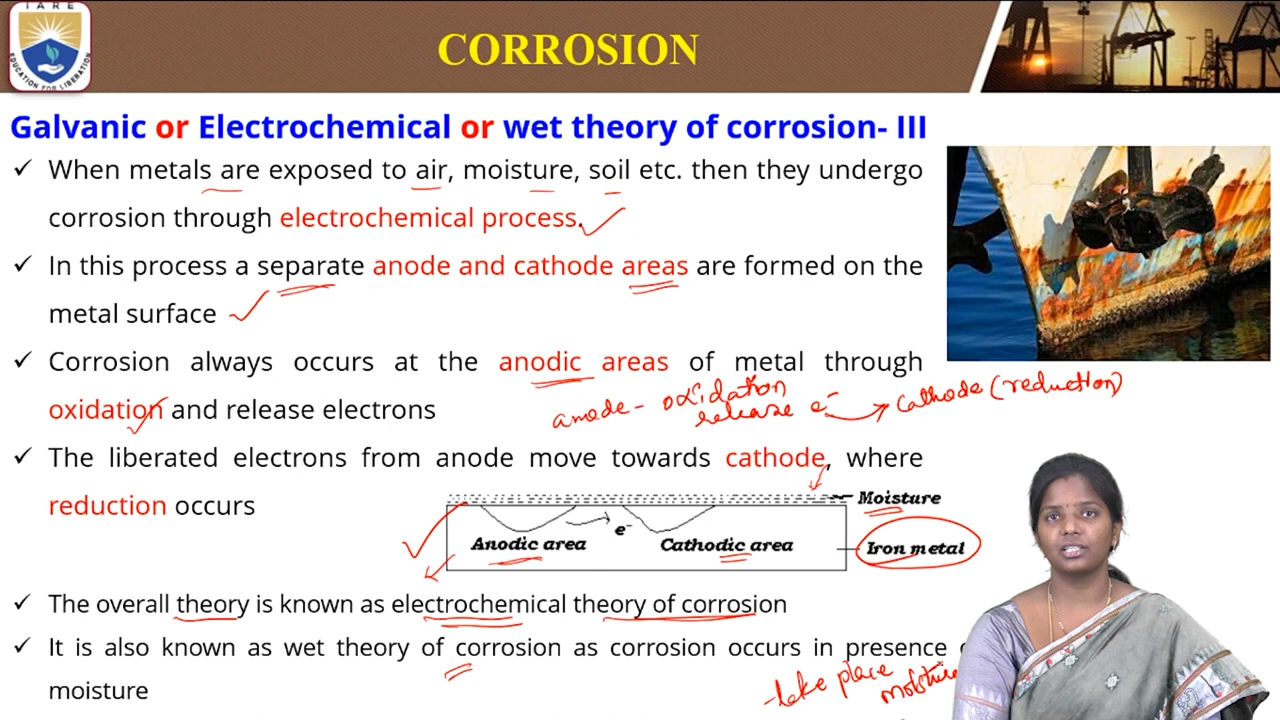 IARE
EDUCATION FOR LIBERATION
CORROSION
Galvanic or Electrochemical or wet theory of corrosion- III
✓ When metals are exposed to air, moisture, soil etc. then they undergo
corrosion through electrochemical process.
✓ In this process a separate anode and cathode areas are formed on the
metal surface
✓ Corrosion always occurs at the anodic areas of metal through
oxidation and release electrons
anode - oxidation
release e⁻ → cathode (reduction)
✓ The liberated electrons from anode move towards cathode, where
reduction occurs
Moisture
e⁻
Anodic area Cathodic area Iron metal
✓ The overall theory is known as electrochemical theory of corrosion
✓ It is also known as wet theory of corrosion as corrosion occurs in presence
moisture
-take place
moisture